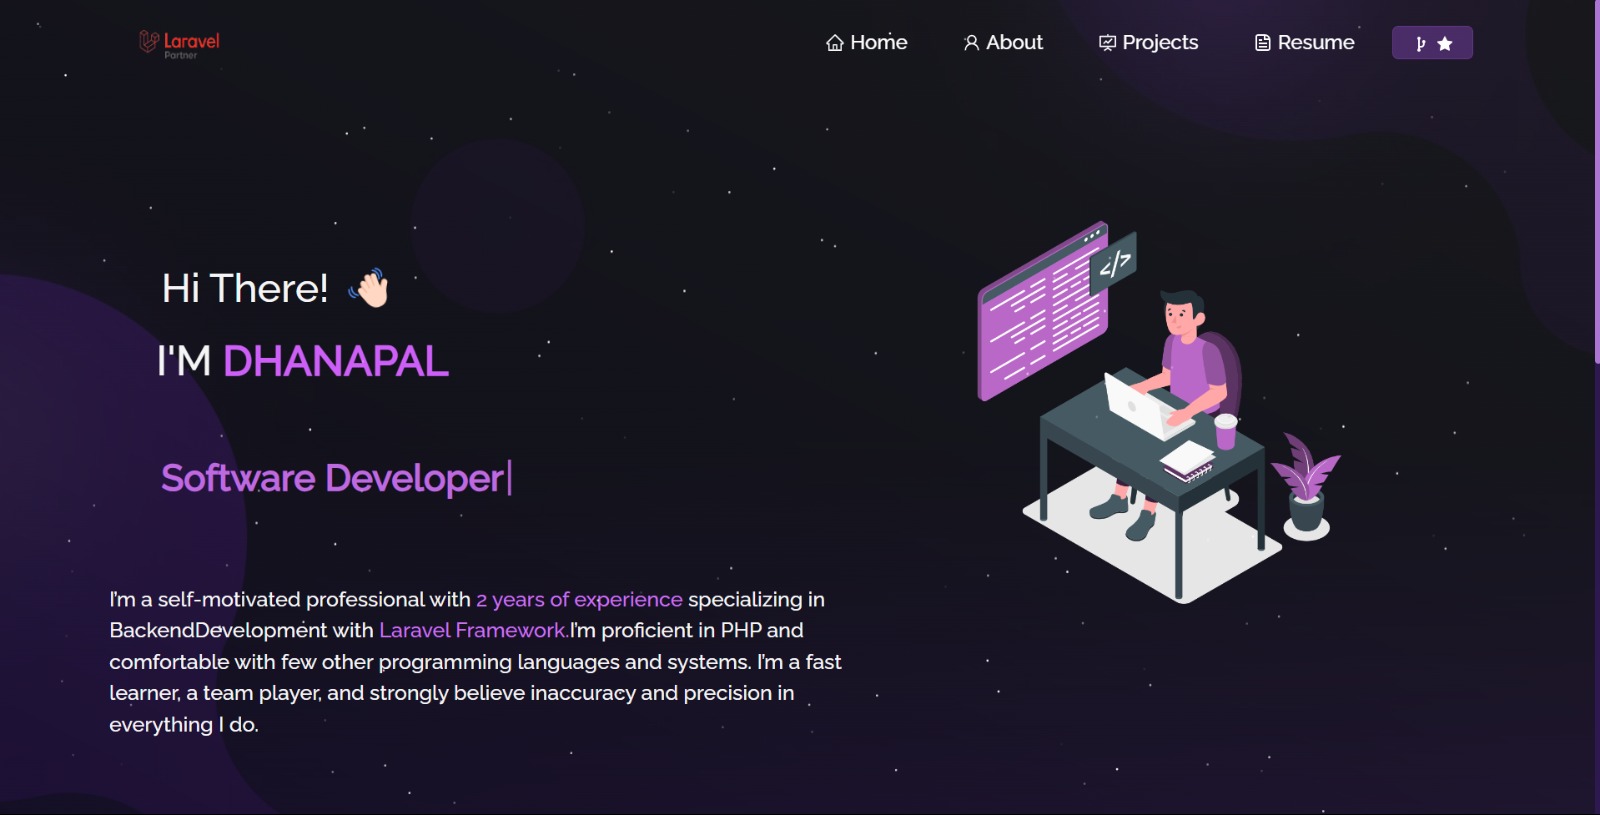 Laravel
Partner
Home
About
Projects
Resume
Hi There!
I'M DHANAPAL
Software Developer|
</>
I'm a self-motivated professional with 2 years of experience specializing in
BackendDevelopment with Laravel Framework.I'm proficient in PHP and
comfortable with few other programming languages and systems. I'm a fast
learner, a team player, and strongly believe inaccuracy and precision in
everything I do.